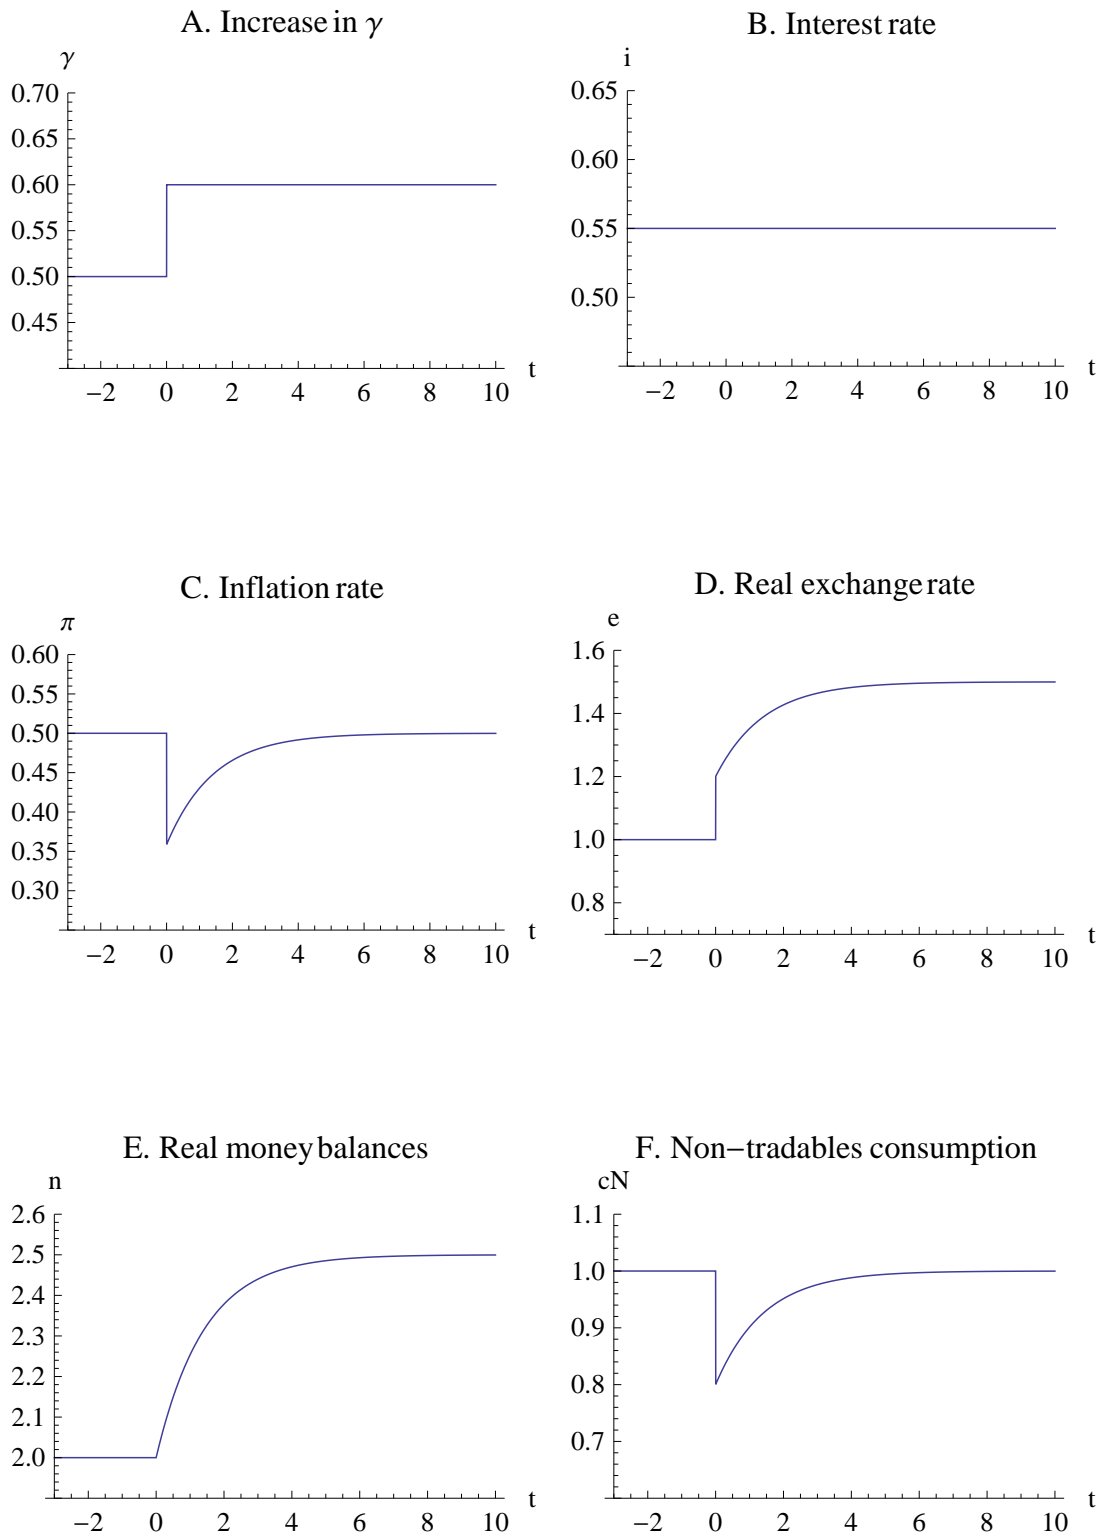 A. Increase in γ
γ
0.70
0.65
0.60
0.55
0.50
0.45
−2 0 2 4 6 8 10 t
B. Interest rate
i
0.65
0.60
0.55
0.50
−2 0 2 4 6 8 10 t
C. Inflation rate
π
0.60
0.55
0.50
0.45
0.40
0.35
0.30
−2 0 2 4 6 8 10 t
D. Real exchange rate
e
1.6
1.4
1.2
1.0
0.8
−2 0 2 4 6 8 10 t
E. Real money balances
n
2.6
2.5
2.4
2.3
2.2
2.1
2.0
−2 0 2 4 6 8 10 t
F. Non−tradables consumption
cN
1.1
1.0
0.9
0.8
0.7
−2 0 2 4 6 8 10 t